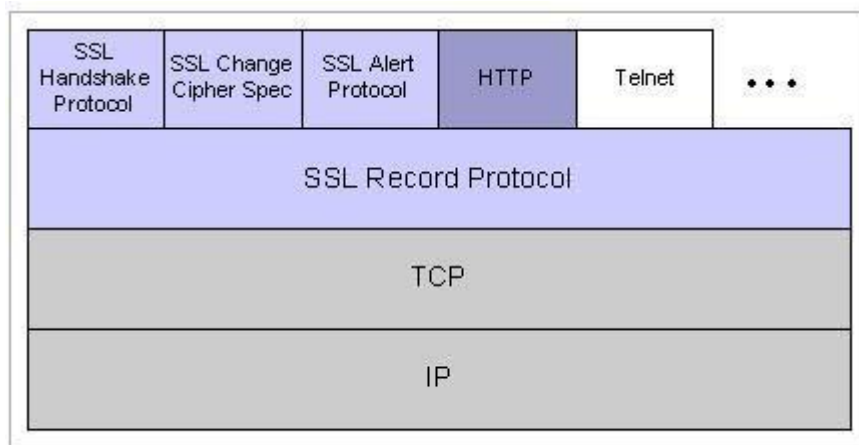 SSL
Handshake
Protocol
SSL Change
Cipher Spec
SSL Alert
Protocol
HTTP
Telnet
...
SSL Record Protocol
TCP
IP